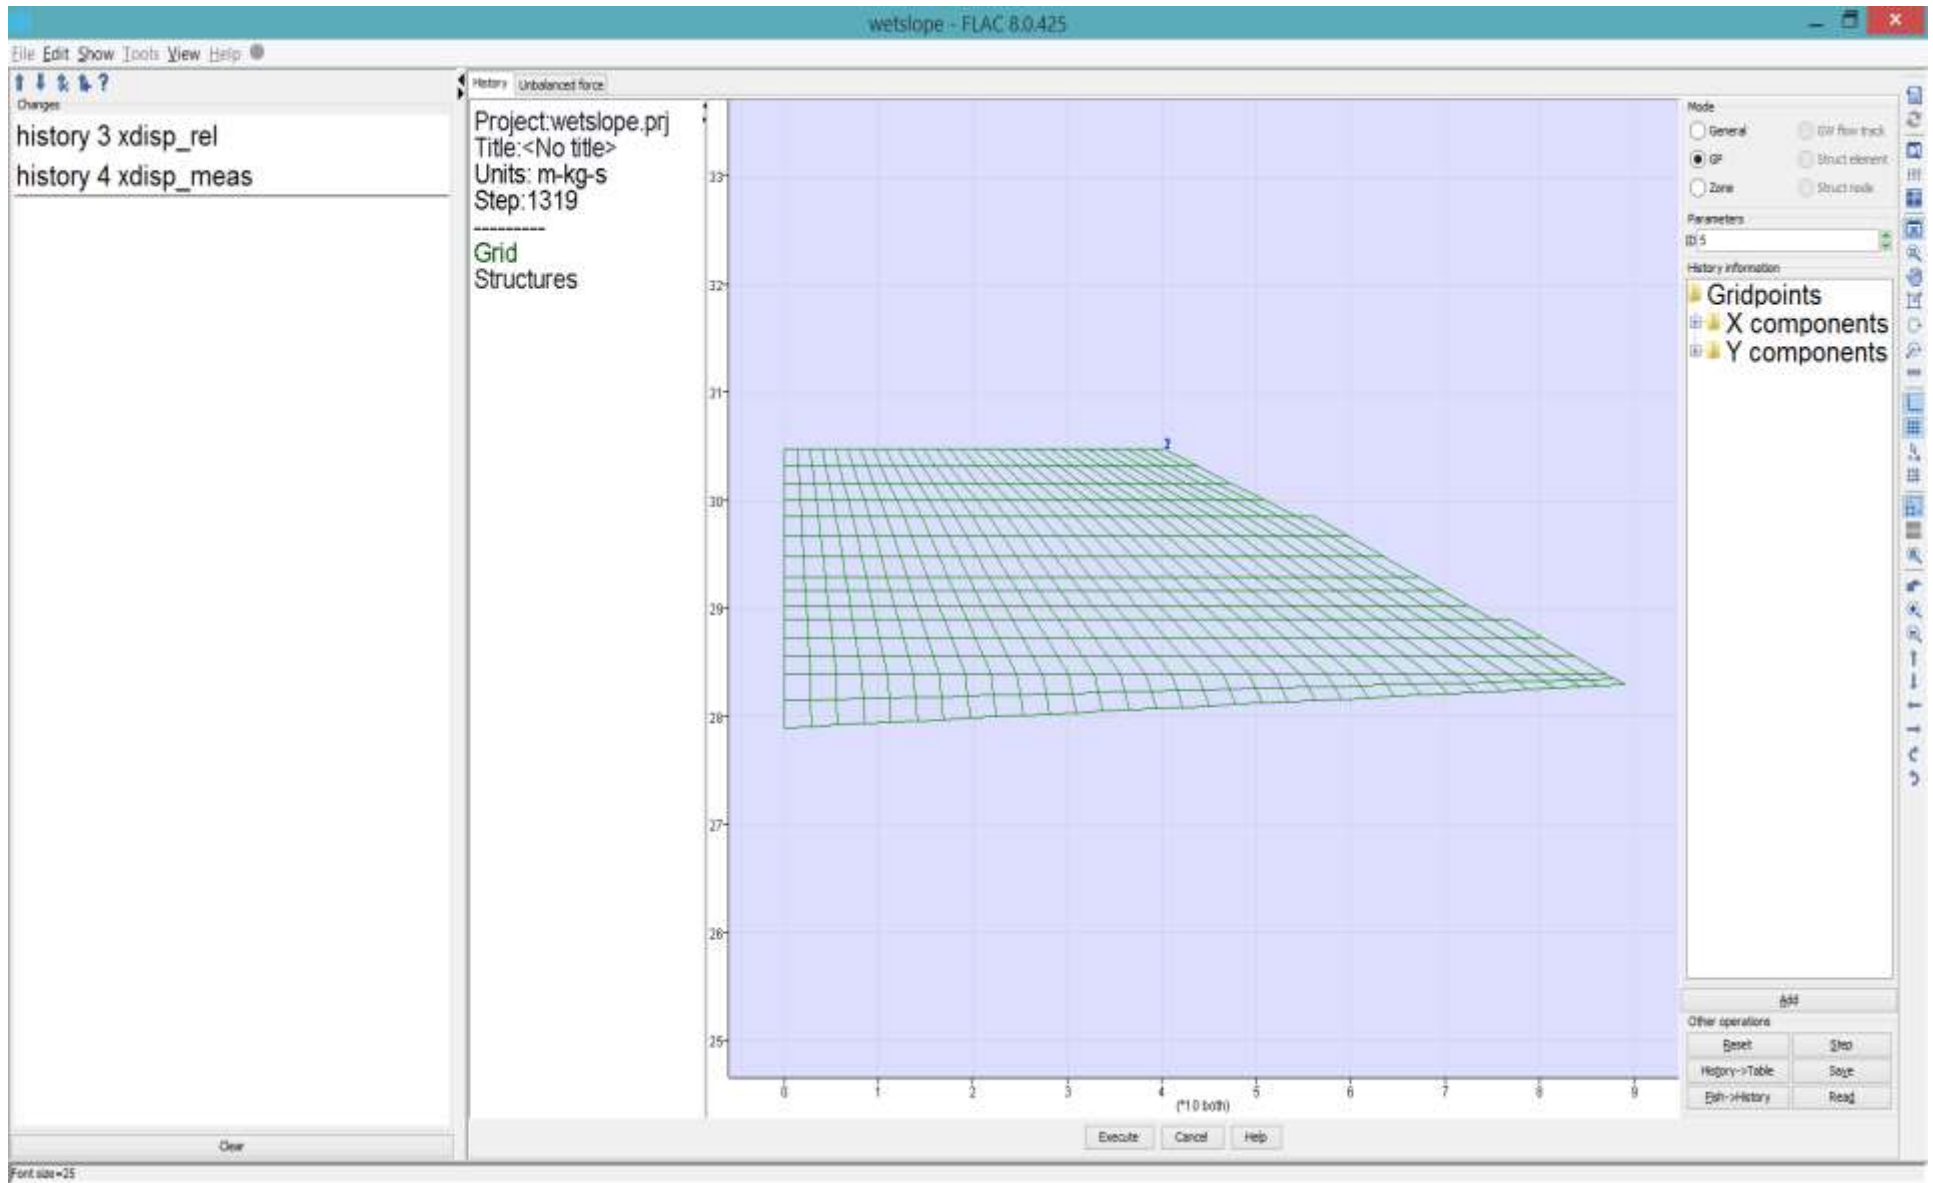 wetslope - FLAC 8.0.425
File Edit Show Tools View Help
Changes
history 3 xdisp_rel
history 4 xdisp_meas
Clear
Font size=25
History Unbalanced force
Project:wetslope.prj
Title:<No title>
Units: m-kg-s
Step:1319
---------
Grid
Structures
33
32
31
30
29
28
27
26
25
2
0 1 2 3 4 5 6 7 8 9
(*10 both)
Execute Cancel Help
Mode
General GW flow track
GP Struct element
Zone Struct node
Parameters
ID 5
History information
Gridpoints
X components
Y components
Add
Other operations
Reset Step
History->Table Save
Fish->History Read